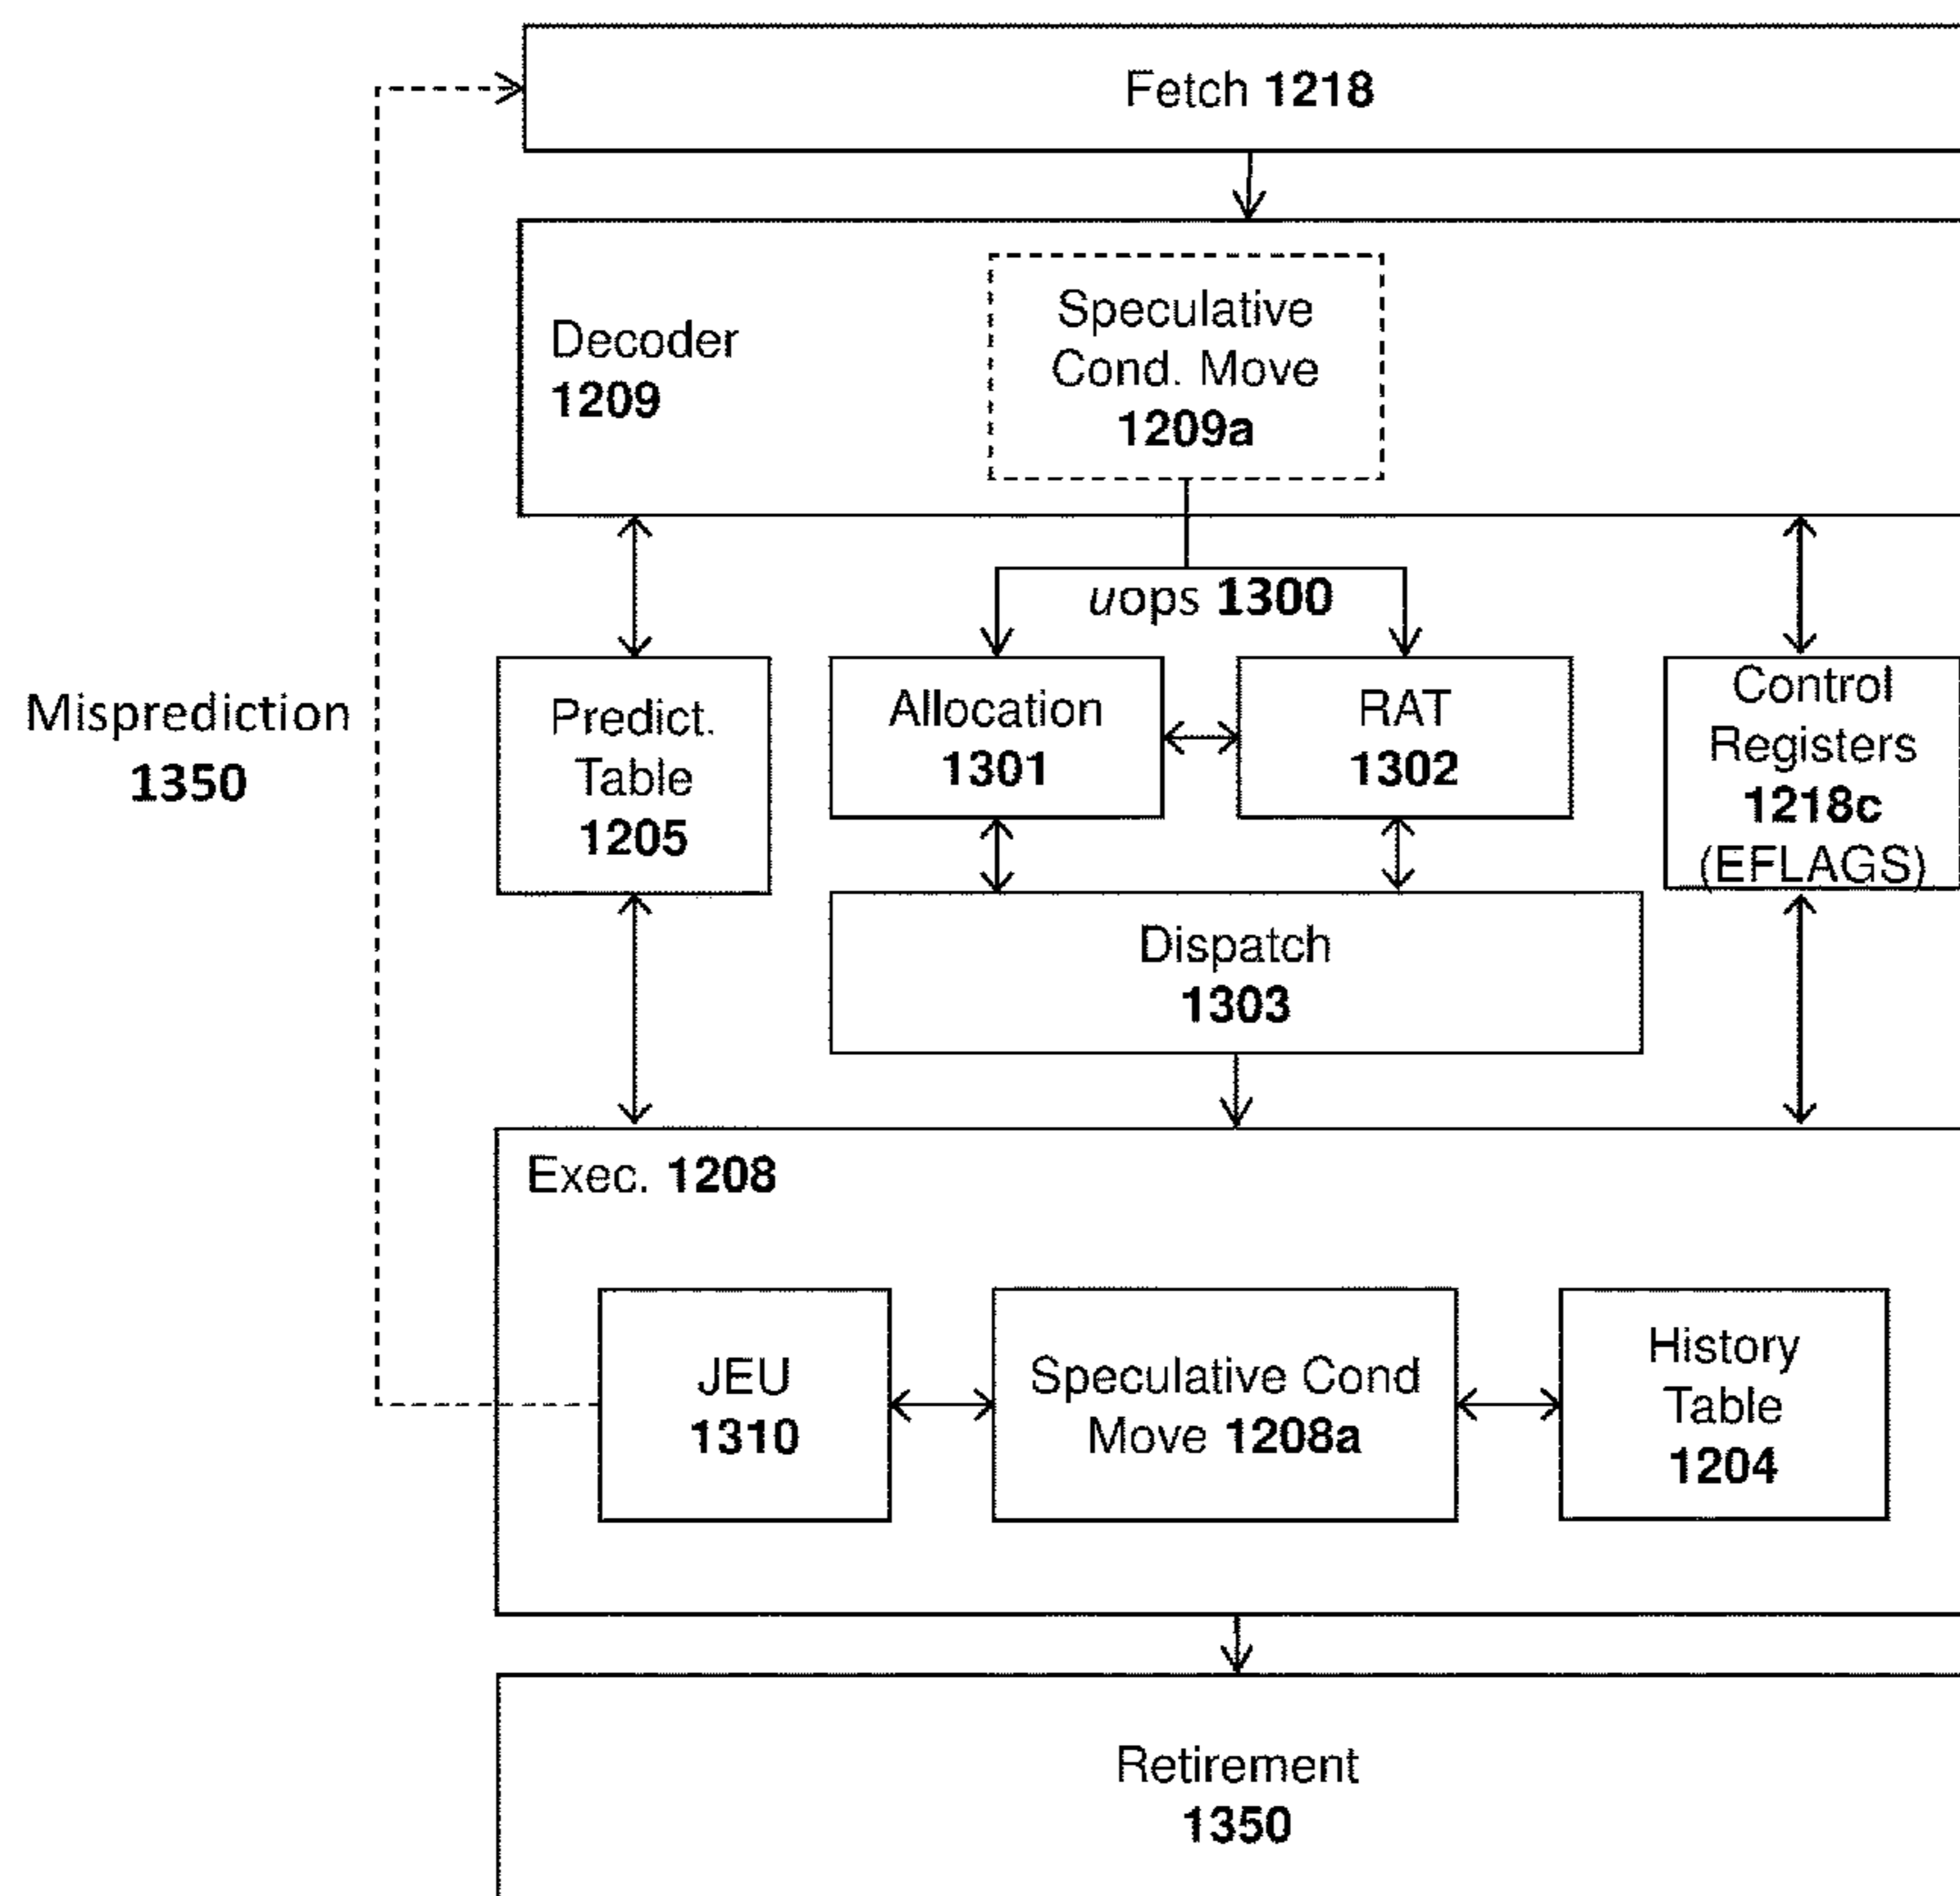 Fetch 1218
Decoder
1209
Speculative
Cond. Move
1209a
uops 1300
Misprediction
1350
Predict.
Table
1205
Allocation
1301
RAT
1302
Control
Registers
1218c
(EFLAGS)
Dispatch
1303
Exec. 1208
JEU
1310
Speculative Cond
Move 1208a
History
Table
1204
Retirement
1350